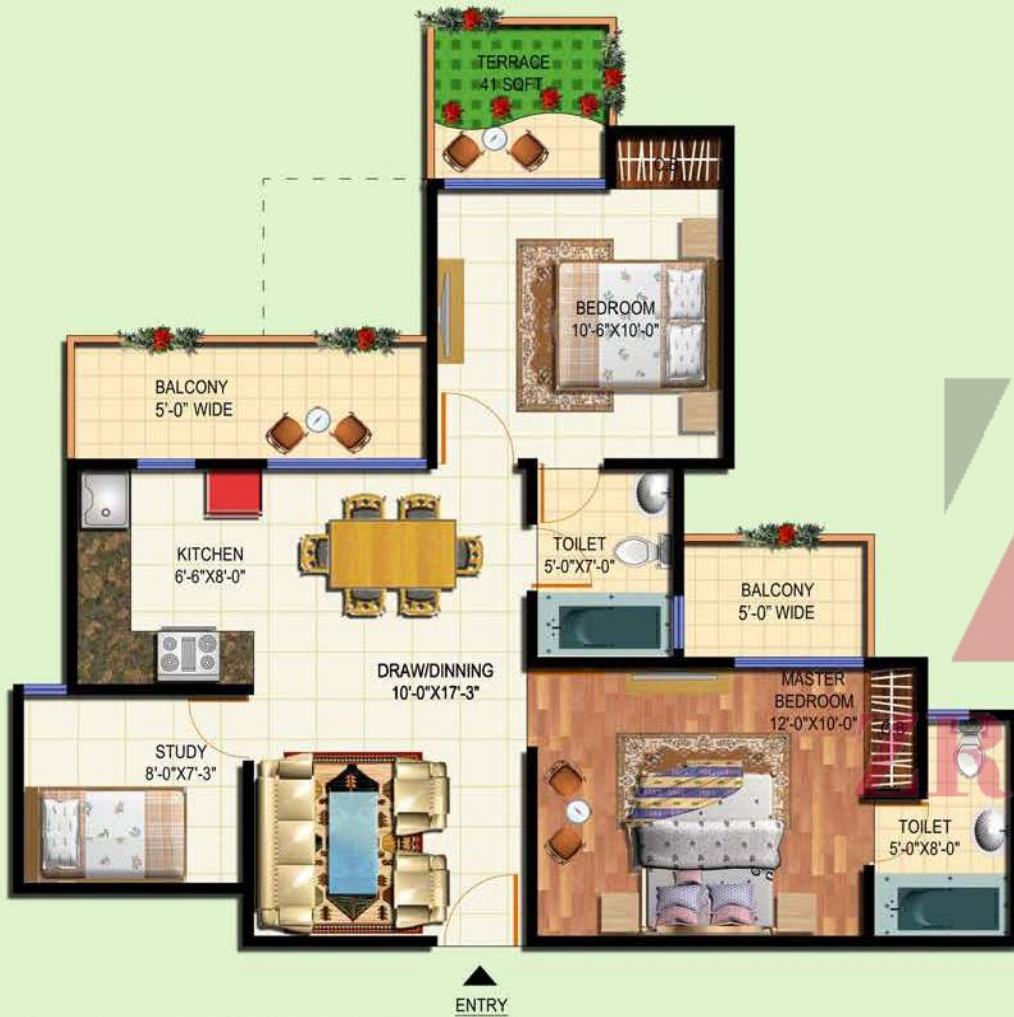 TERRACE
41 SQFT
C.B.
BEDROOM
10'-6"X10'-0"
BALCONY
5'-0" WIDE
KITCHEN
6'-6"X8'-0"
TOILET
5'-0"X7'-0"
BALCONY
5'-0" WIDE
DRAW/DINNING
10'-0"X17'-3"
MASTER
BEDROOM
12'-0"X10'-0"
C.B.
STUDY
8'-0"X7'-3"
TOILET
5'-0"X8'-0"
ENTRY